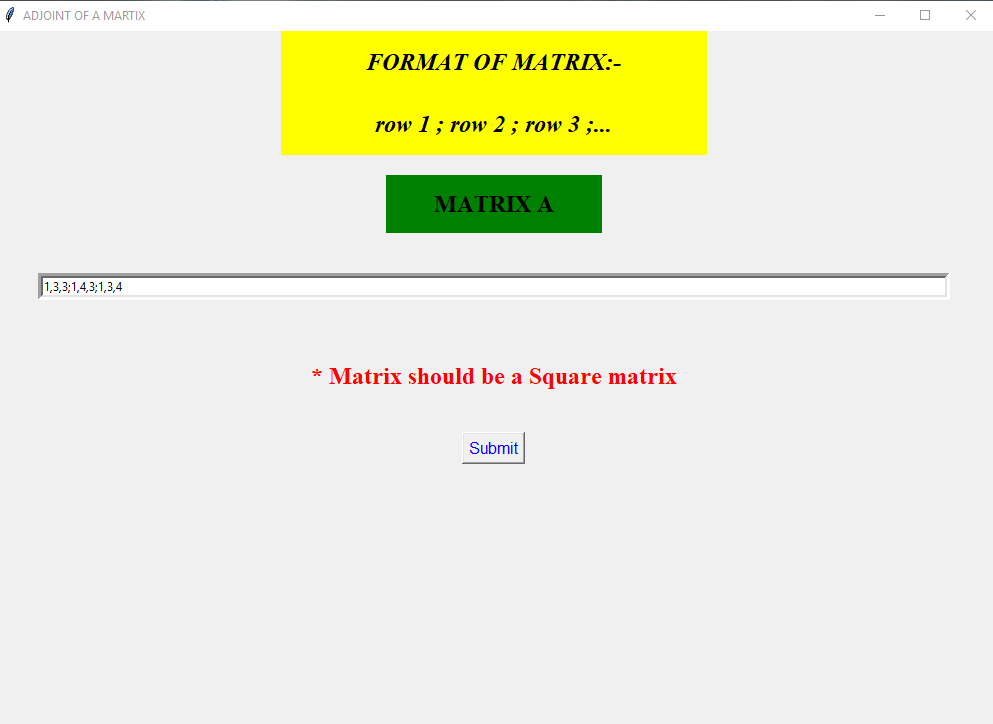 ADJOINT OF A MARTIX
FORMAT OF MATRIX:-
row 1 ; row 2 ; row 3 ;...
MATRIX A
1,3,3;1,4,3;1,3,4
* Matrix should be a Square matrix
Submit